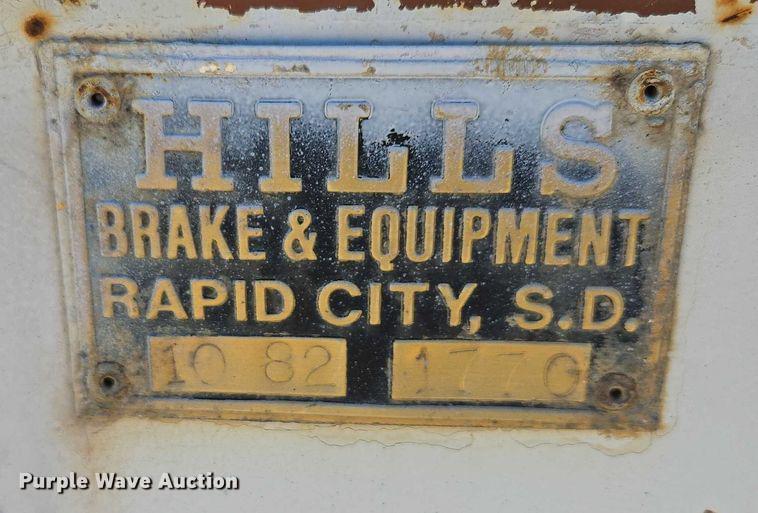 HILLS
BRAKE & EQUIPMENT
RAPID CITY, S.D.
10 82 1770
Purple Wave Auction